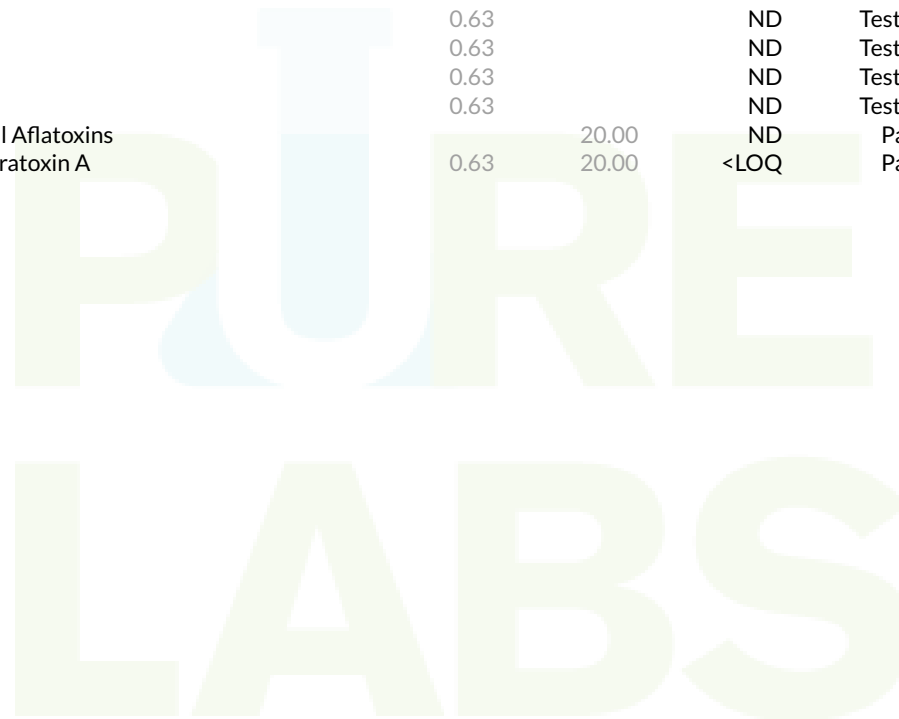 0.63 ND Test
0.63 ND Test
0.63 ND Test
0.63 ND Test
l Aflatoxins 20.00 ND Pa
ratoxin A 0.63 20.00 <LOQ Pa
PURE
LABS